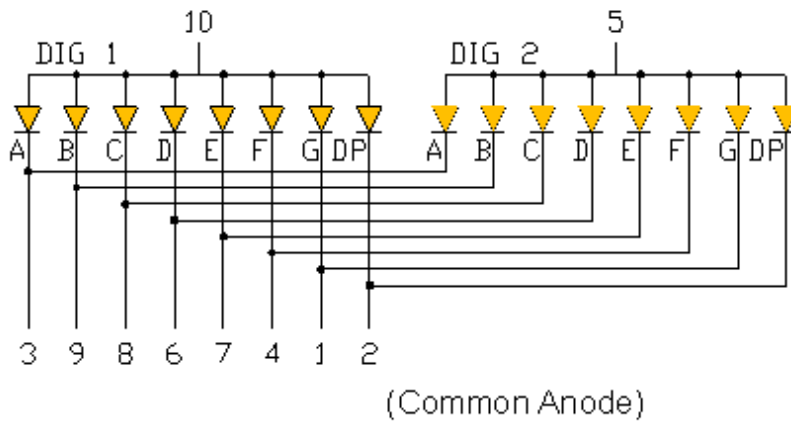 10 5
DIG 1 DIG 2
A B C D E F G DP A B C D E F G DP
3 9 8 6 7 4 1 2
(Common Anode)